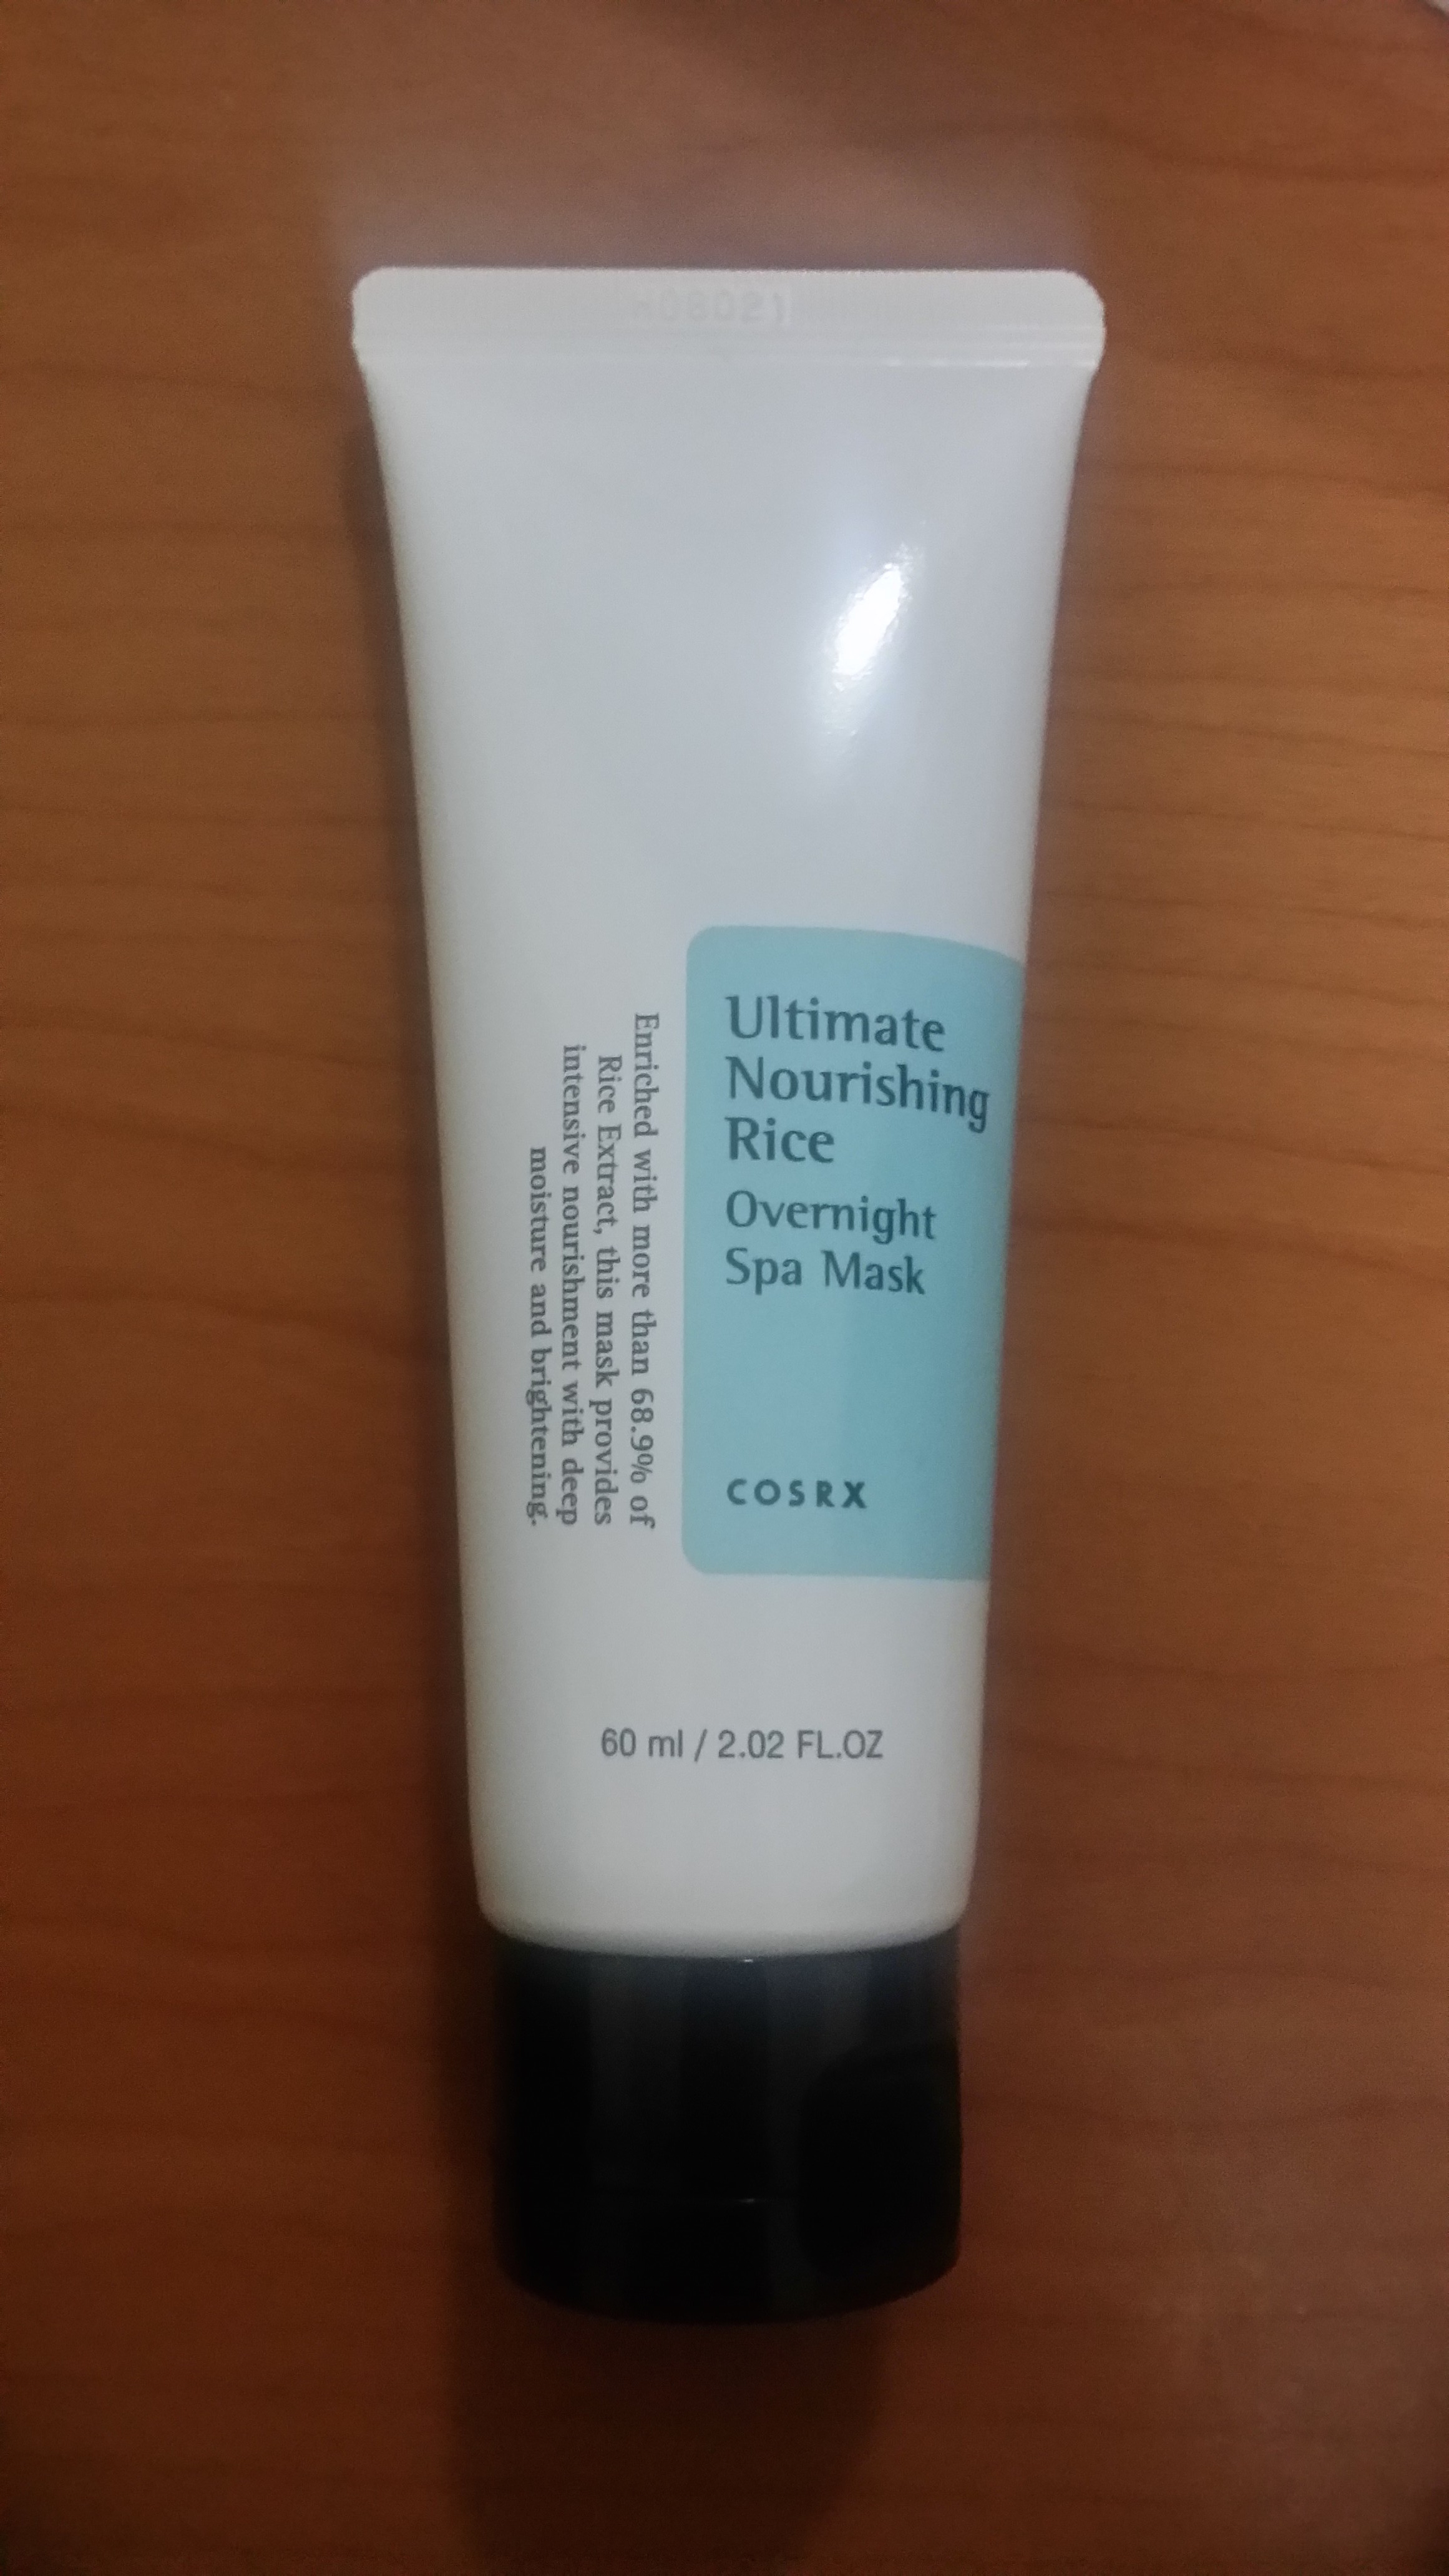 Ultimate
Nourishing
Rice
Overnight
Spa Mask
COSRX
Enriched with more than 68.9% of
Rice Extract, this mask provides
intensive nourishment with deep
moisture and brightening.
60 ml / 2.02 FL.OZ